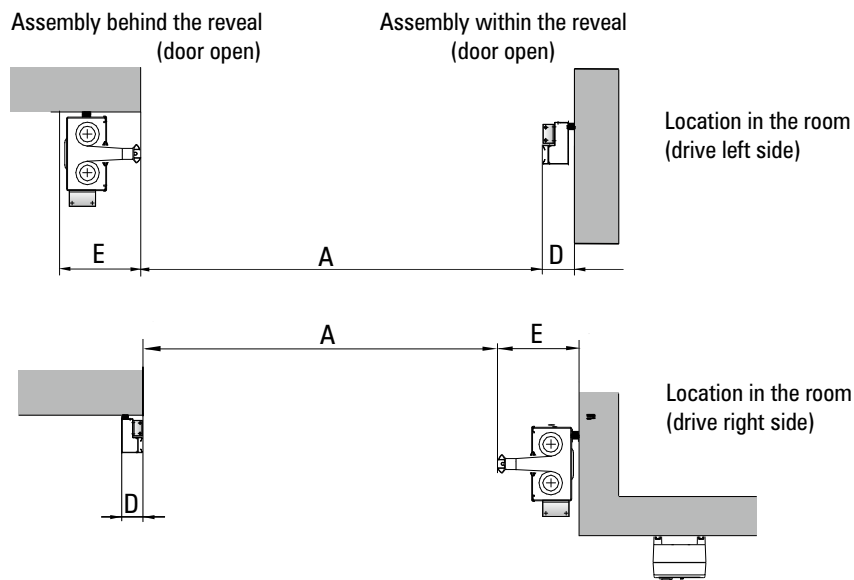 Assembly behind the reveal
(door open)
Assembly within the reveal
(door open)
Location in the room
(drive left side)
E
A
D
A
E
Location in the room
(drive right side)
D